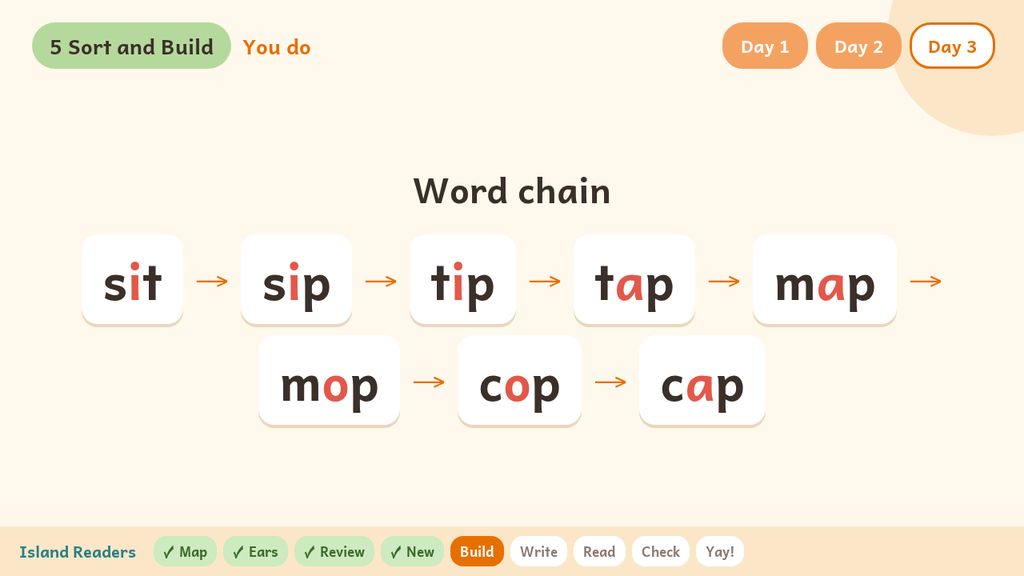 5 Sort and Build You do Day 1 Day 2 Day 3
Word chain
sit → sip → tip → tap → map →
mop → cop → cap
Island Readers ✓ Map ✓ Ears ✓ Review ✓ New Build Write Read Check Yay!